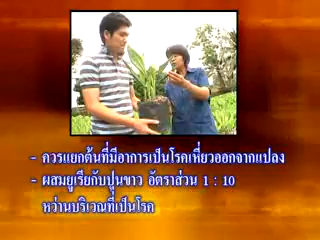 - ควรแยกต้นที่มีอาการเป็นโรคเหี่ยวออกจากแปลง
- ผสมยูเรียกับปูนขาว อัตราส่วน 1 : 10
หว่านบริเวณที่เป็นโรค